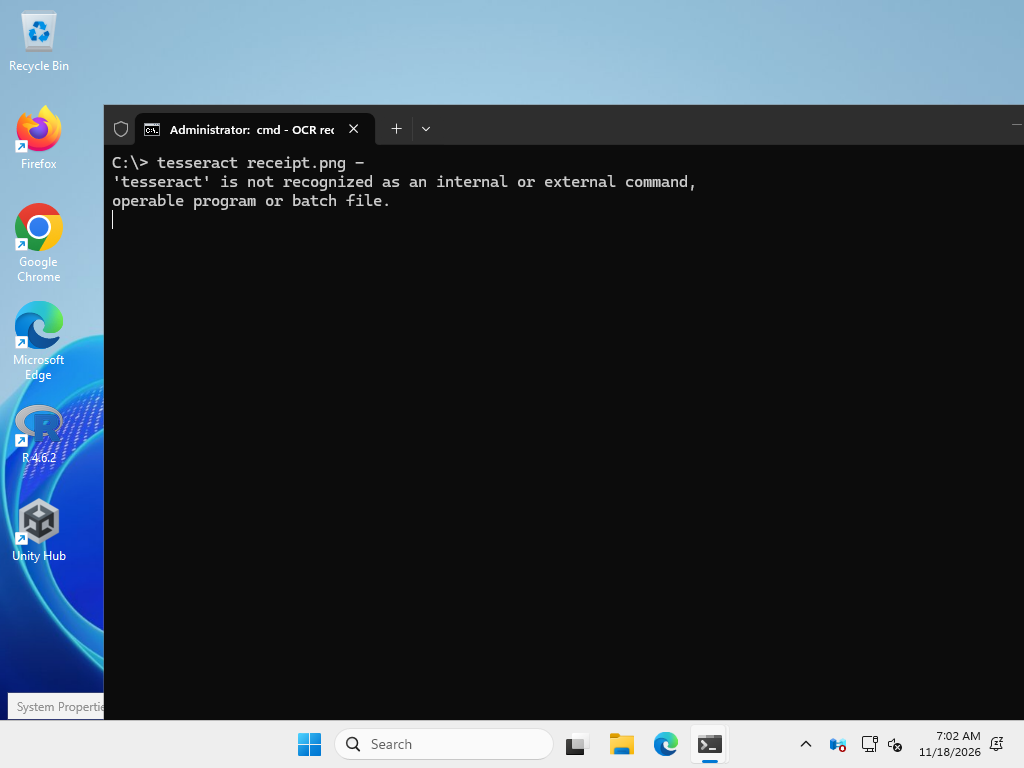 Recycle Bin
Firefox
Google
Chrome
Microsoft
Edge
R 4.6.2
Unity Hub
Administrator: cmd - OCR rec
C:\> tesseract receipt.png -
'tesseract' is not recognized as an internal or external command,
operable program or batch file.
System Propertie
Search
7:02 AM
11/18/2026